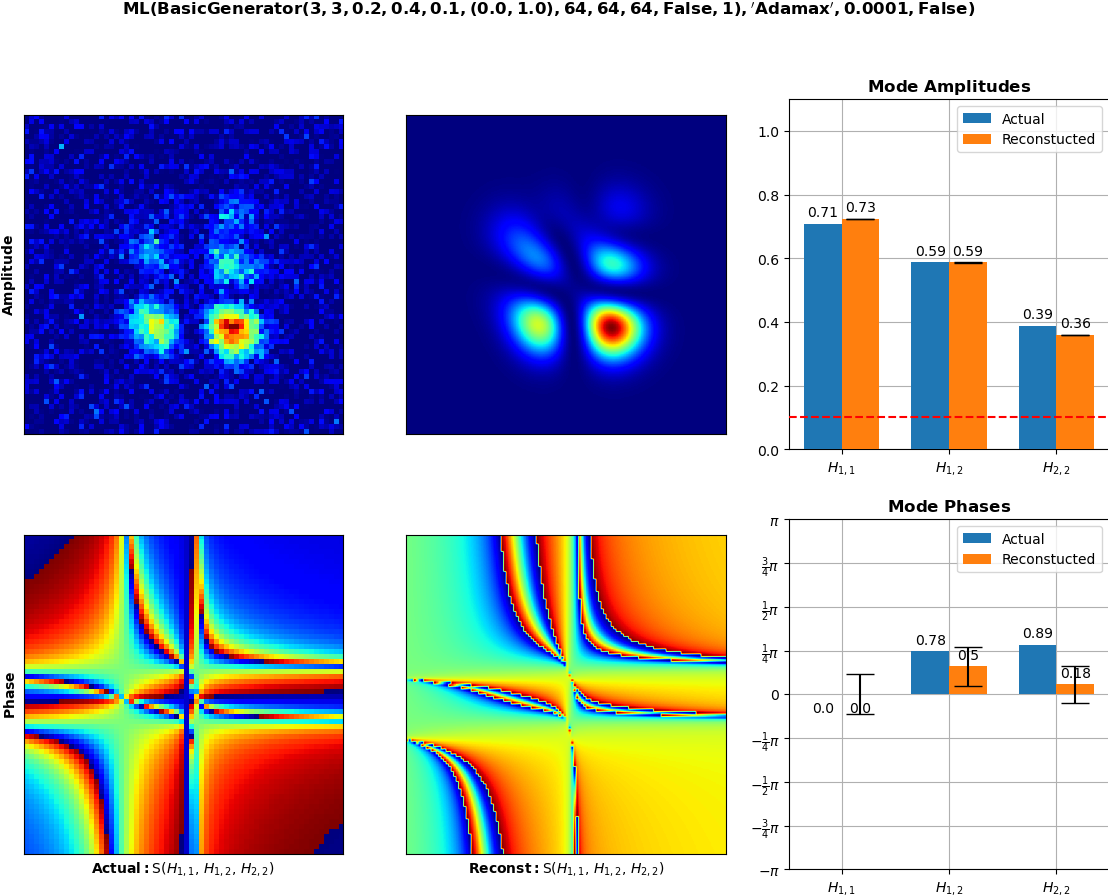 ML(BasicGenerator(3, 3, 0.2, 0.4, 0.1, (0.0, 1.0), 64, 64, 64, False, 1), ′Adamax′, 0.0001, False)
Amplitude
Mode Amplitudes
Actual
Reconstucted
1.0
0.8
0.6
0.4
0.2
0.0
0.71
0.73
0.59
0.59
0.39
0.36
H1,1
H1,2
H2,2
Phase
Actual: S(H1,1, H1,2, H2,2)
Reconst: S(H1,1, H1,2, H2,2)
Mode Phases
Actual
Reconstucted
π
3/4π
1/2π
1/4π
0
−1/4π
−1/2π
−3/4π
−π
0.0
0.0
0.78
0.5
0.89
0.18
H1,1
H1,2
H2,2